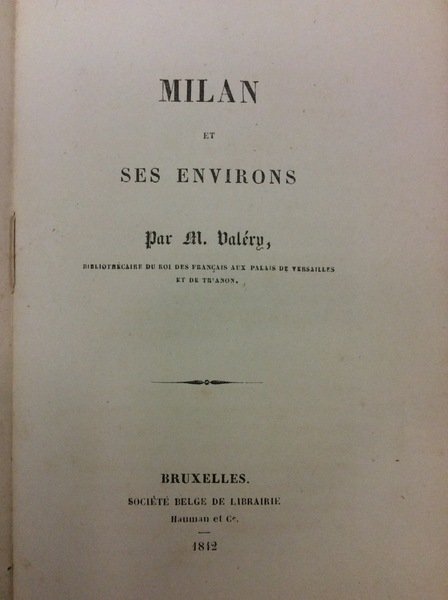 MILAN
ET
SES ENVIRONS
Par M. Valéry,
BIBLIOTHÉCAIRE DU ROI DES FRANÇAIS AUX PALAIS DE VERSAILLES
ET DE TRIANON,
BRUXELLES.
SOCIÉTÉ BELGE DE LIBRAIRIE
Hauman et Ce.
1842